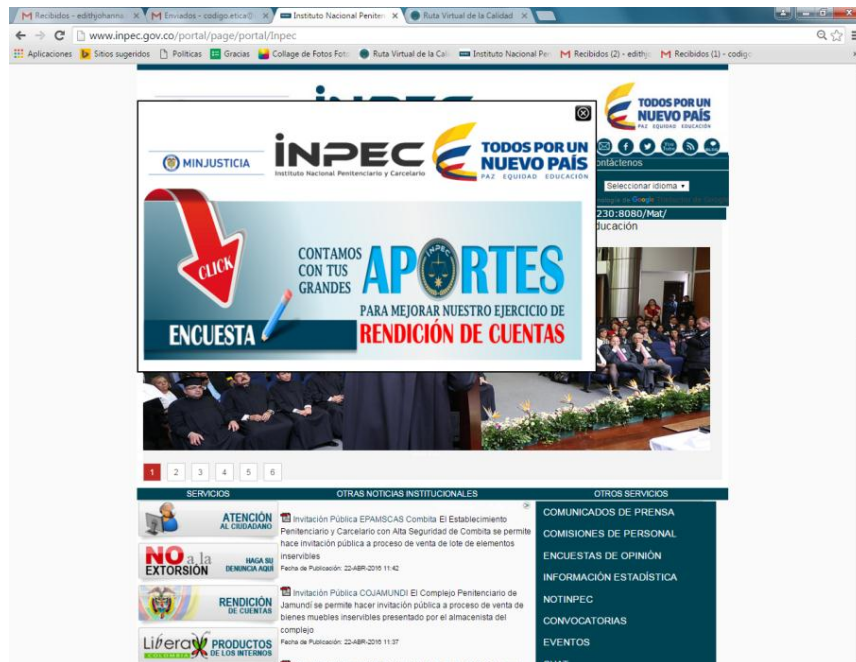 Recibidos - edithjohanna
Enviados - codigo.etica@
Instituto Nacional Peniten
Ruta Virtual de la Calidad
www.inpec.gov.co/portal/page/portal/Inpec
Aplicaciones
Sitios sugeridos
Politicas
Gracias
Collage de Fotos
Ruta Virtual de la Cali
Instituto Nacional Pen
Recibidos (2) - edithjo
Recibidos (1) - codigo
TODOS POR UN
NUEVO PAÍS
PAZ EQUIDAD EDUCACIÓN
MINJUSTICIA
INPEC
Instituto Nacional Penitenciario y Carcelario
TODOS POR UN
NUEVO PAÍS
PAZ EQUIDAD EDUCACIÓN
ontáctenos
Seleccionar idioma
230:8080/Mat/
ducación
CLICK
ENCUESTA
CONTAMOS
CON TUS
GRANDES
APORTES
INPEC
PARA MEJORAR NUESTRO EJERCICIO DE
RENDICIÓN DE CUENTAS
1 2 3 4 5 6
SERVICIOS
ATENCIÓN
AL CIUDADANO
NO a la
EXTORSIÓN
HAGA SU
DENUNCIA AQUÍ
RENDICIÓN
DE CUENTAS
Libera
COLOMBIA
PRODUCTOS
DE LOS INTERNOS
OTRAS NOTICIAS INSTITUCIONALES
Invitación Pública EPAMSCAS Combita El Establecimiento
Penitenciario y Carcelario con Alta Seguridad de Combita se permite
hace invitación pública a proceso de venta de lote de elementos
inservibles
Fecha de Publicación: 22-ABR-2016 11:42
Invitación Pública COJAMUNDI El Complejo Penitenciario de
Jamundí se permite hacer invitación pública a proceso de venta de
bienes muebles inservibles presentado por el almacenista del
complejo
Fecha de Publicación: 22-ABR-2016 11:37
OTROS SERVICIOS
COMUNICADOS DE PRENSA
COMISIONES DE PERSONAL
ENCUESTAS DE OPINIÓN
INFORMACIÓN ESTADÍSTICA
NOTINPEC
CONVOCATORIAS
EVENTOS